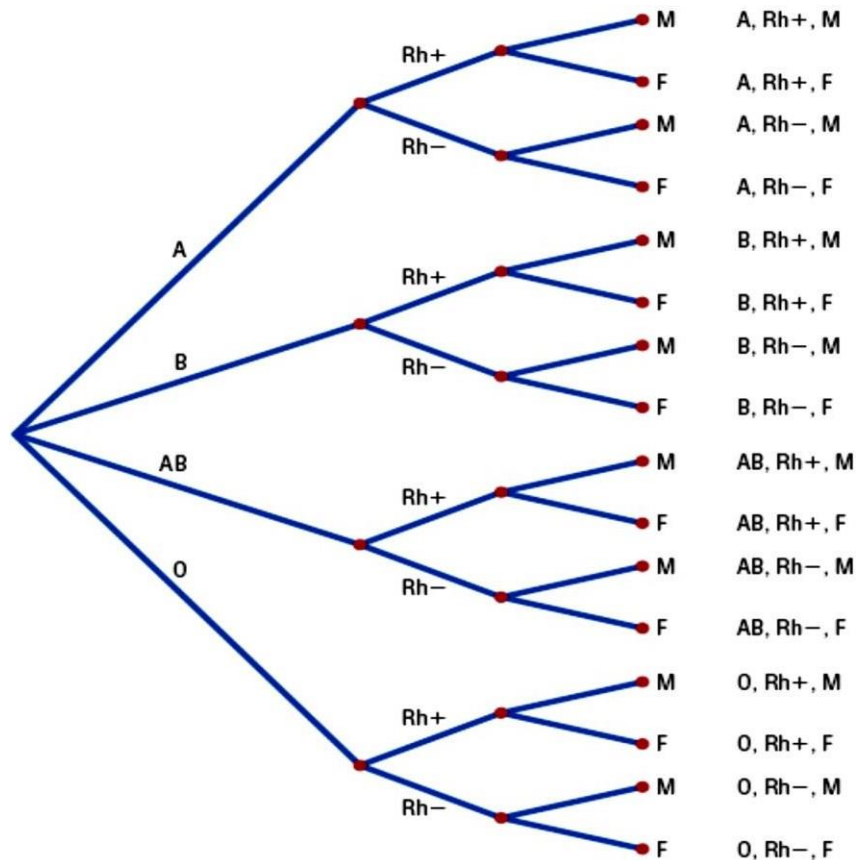 M A, Rh+, M
Rh+
F A, Rh+, F
M A, Rh−, M
Rh−
F A, Rh−, F
A
M B, Rh+, M
Rh+
F B, Rh+, F
B
M B, Rh−, M
Rh−
F B, Rh−, F
AB
M AB, Rh+, M
Rh+
F AB, Rh+, F
M AB, Rh−, M
O
Rh−
F AB, Rh−, F
M O, Rh+, M
Rh+
F O, Rh+, F
M O, Rh−, M
Rh−
F O, Rh−, F